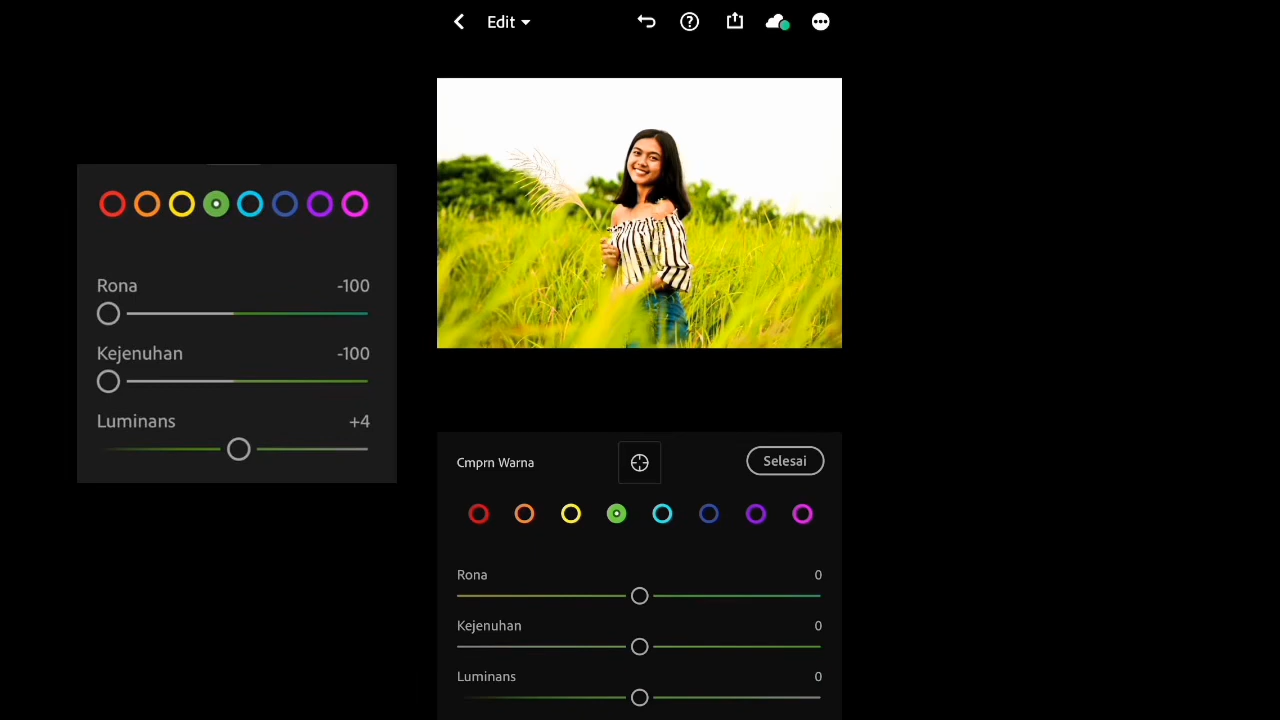 Edit
Rona -100
Kejenuhan -100
Luminans +4
Cmprn Warna Selesai
Rona 0
Kejenuhan 0
Luminans 0